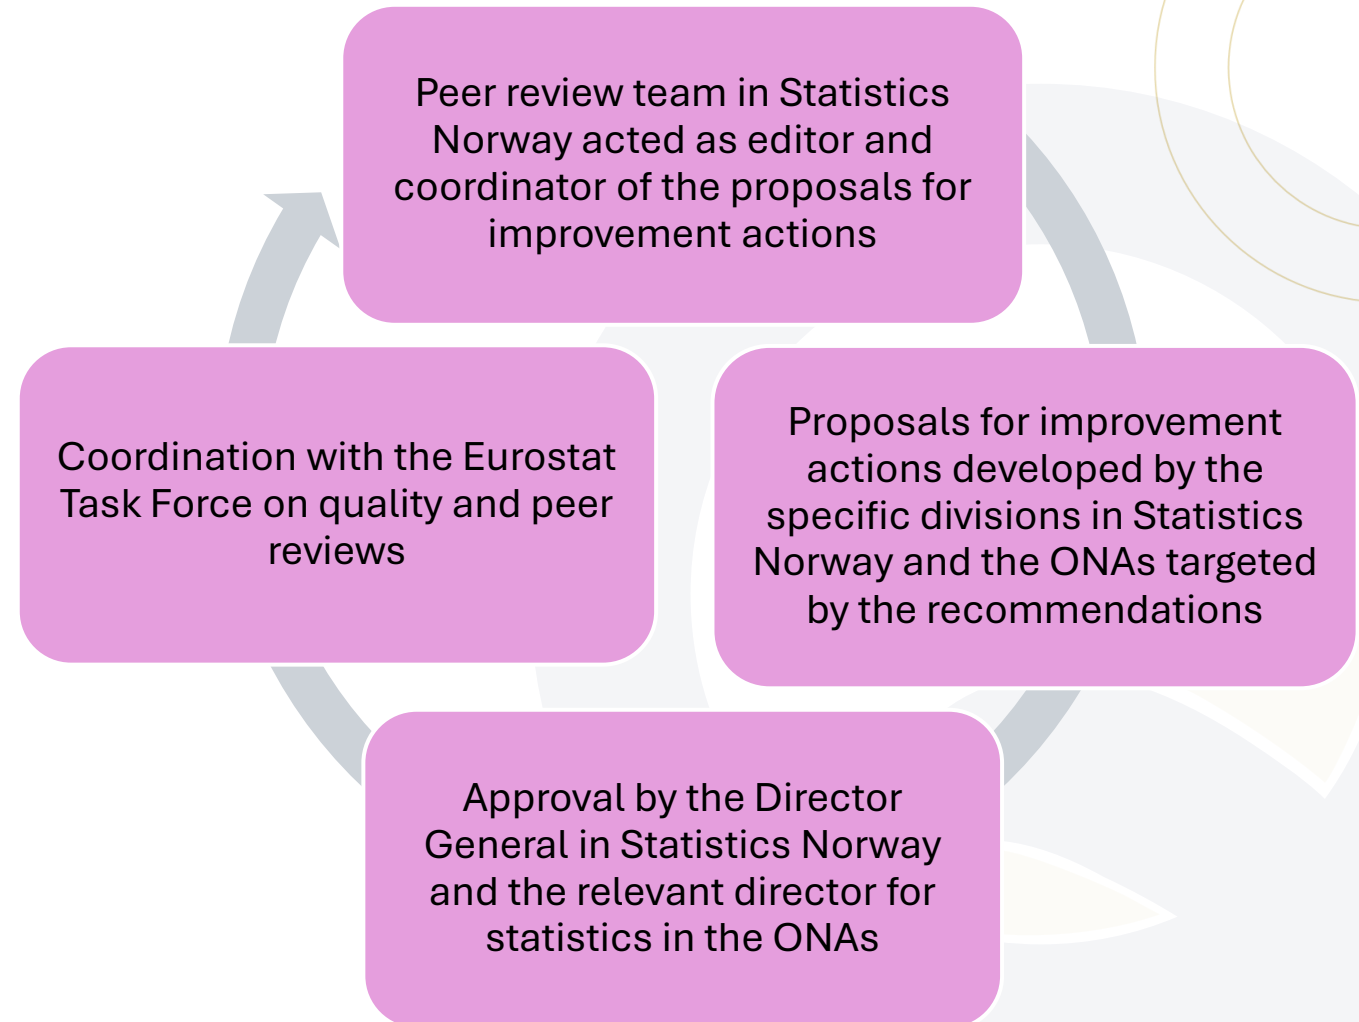 Peer review team in Statistics
Norway acted as editor and
coordinator of the proposals for
improvement actions
Proposals for improvement
actions developed by the
specific divisions in Statistics
Norway and the ONAs targeted
by the recommendations
Approval by the Director
General in Statistics Norway
and the relevant director for
statistics in the ONAs
Coordination with the Eurostat
Task Force on quality and peer
reviews